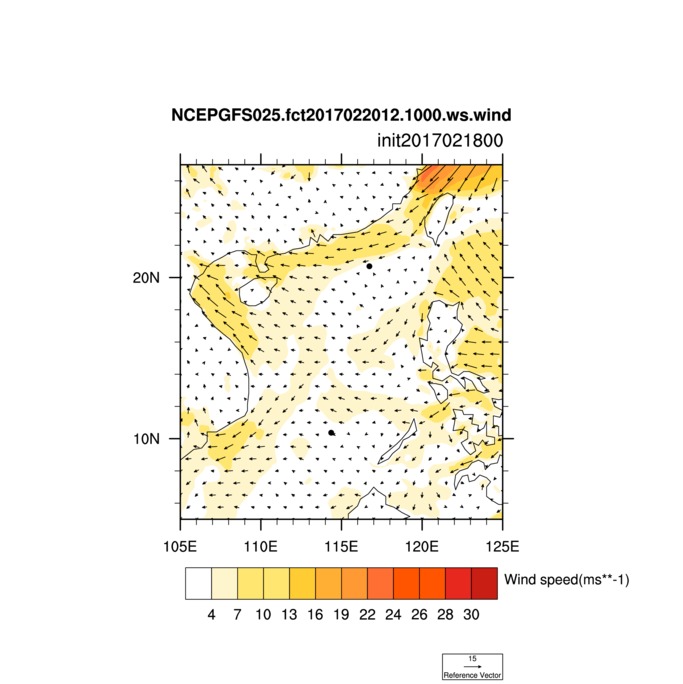 NCEPGFS025.fct2017022012.1000.ws.wind
init2017021800
20N
10N
105E 110E 115E 120E 125E
4 7 10 13 16 19 22 24 26 28 30
Wind speed(ms**-1)
15
Reference Vector